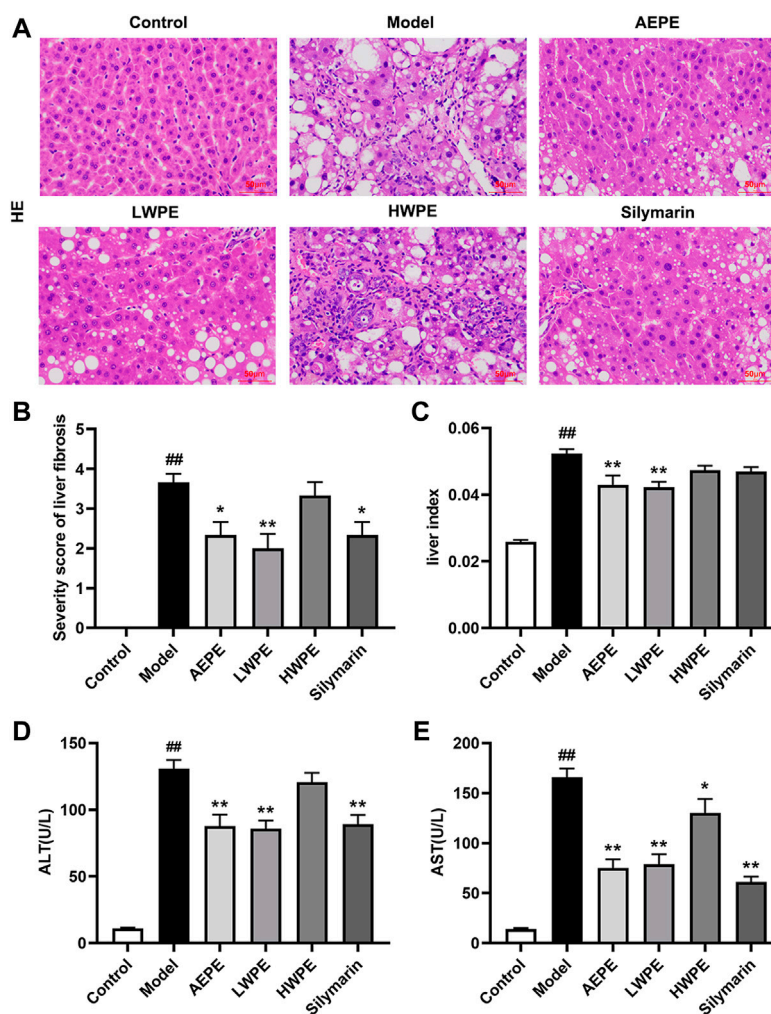 A
Control
Model
AEPE
50μm
50μm
50μm
HE
LWPE
HWPE
Silymarin
50μm
50μm
50μm
B
Severity score of liver fibrosis
5
4
3
2
1
0
##
*
**
*
Control
Model
AEPE
LWPE
HWPE
Silymarin
C
liver index
0.06
0.04
0.02
0.00
##
**
**
Control
Model
AEPE
LWPE
HWPE
Silymarin
D
ALT(U/L)
150
100
50
0
##
**
**
**
Control
Model
AEPE
LWPE
HWPE
Silymarin
E
AST(U/L)
200
150
100
50
0
##
**
**
*
**
Control
Model
AEPE
LWPE
HWPE
Silymarin